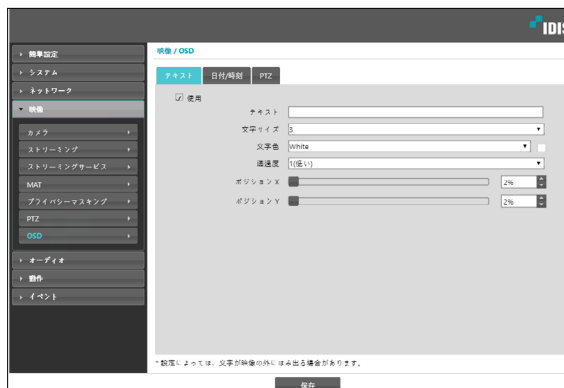 IDIS
簡単設定
システム
ネットワーク
映像
カメラ
ストリーミング
ストリーミングサービス
MAT
プライバシーマスキング
PTZ
OSD
オーディオ
動作
イベント
映像 / OSD
テキスト 日付/時刻 PTZ
使用
テキスト
文字サイズ 3
文字色 White
透過度 1(低い)
ポジション X 2%
ポジション Y 2%
* 設定によっては、文字が映像の外にはみ出る場合があります。
保存